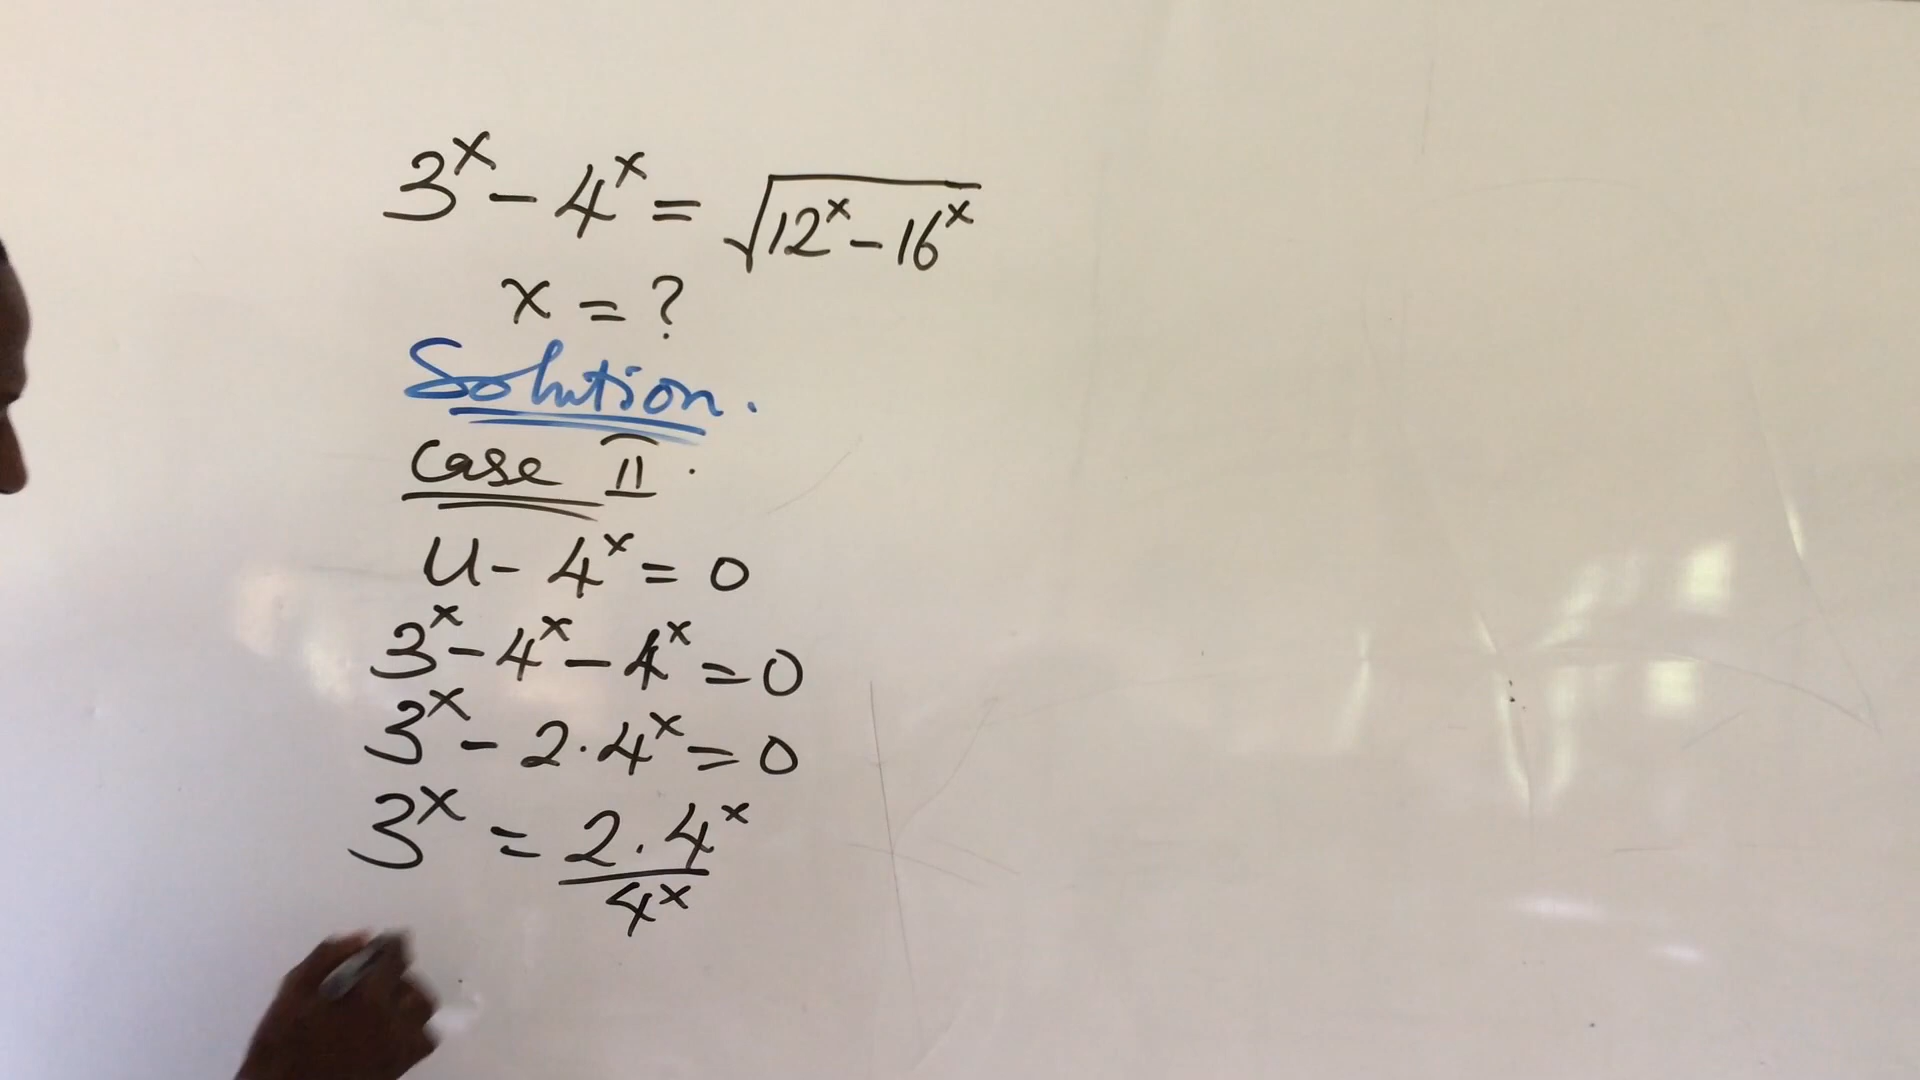 3^x - 4^x = √(12^x - 16^x)
x = ?
Solution.
Case II.
U - 4^x = 0
3^x - 4^x - 4^x = 0
3^x - 2·4^x = 0
3^x = 2.4^x
4^x